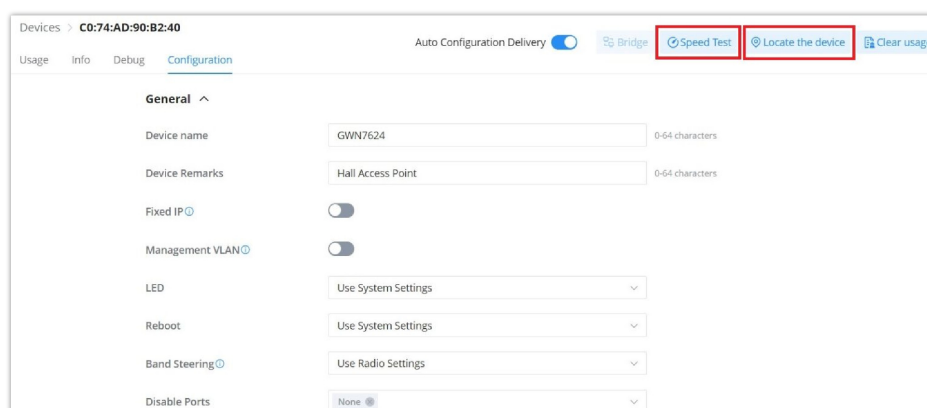 Devices > C0:74:AD:90:B2:40
Auto Configuration Delivery Bridge Speed Test Locate the device Clear usage
Usage Info Debug Configuration
General
Device name GWN7624 0-64 characters
Device Remarks Hall Access Point 0-64 characters
Fixed IP
Management VLAN
LED Use System Settings
Reboot Use System Settings
Band Steering Use Radio Settings
Disable Ports None